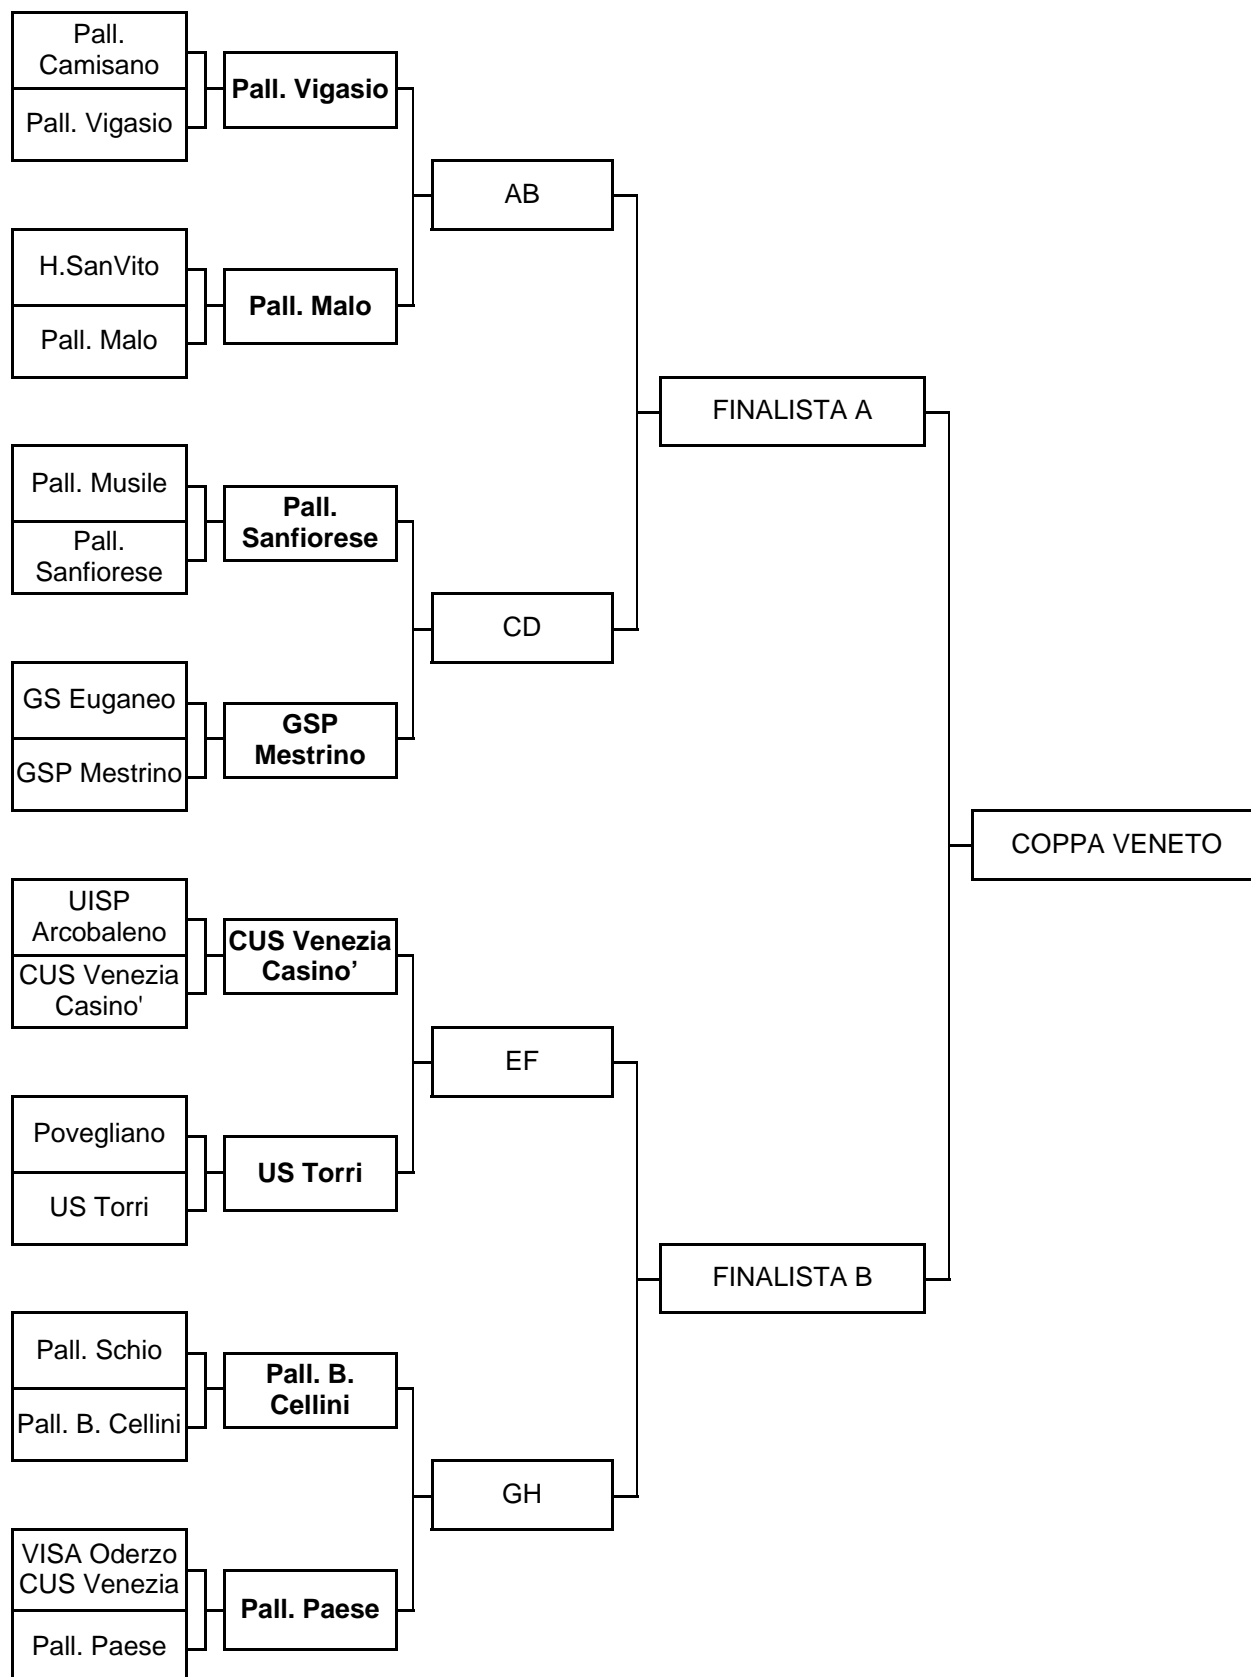 Pall.
Camisano
Pall. Vigasio
Pall. Vigasio
AB
H.SanVito
Pall. Malo
Pall. Malo
FINALISTA A
Pall. Musile
Pall.
Sanfiorese
Pall.
Sanfiorese
CD
GS Euganeo
GSP Mestrino
GSP
Mestrino
COPPA VENETO
UISP
Arcobaleno
CUS Venezia
Casino'
CUS Venezia
Casino’
EF
Povegliano
US Torri
US Torri
FINALISTA B
Pall. Schio
Pall. B. Cellini
Pall. B.
Cellini
GH
VISA Oderzo
CUS Venezia
Pall. Paese
Pall. Paese